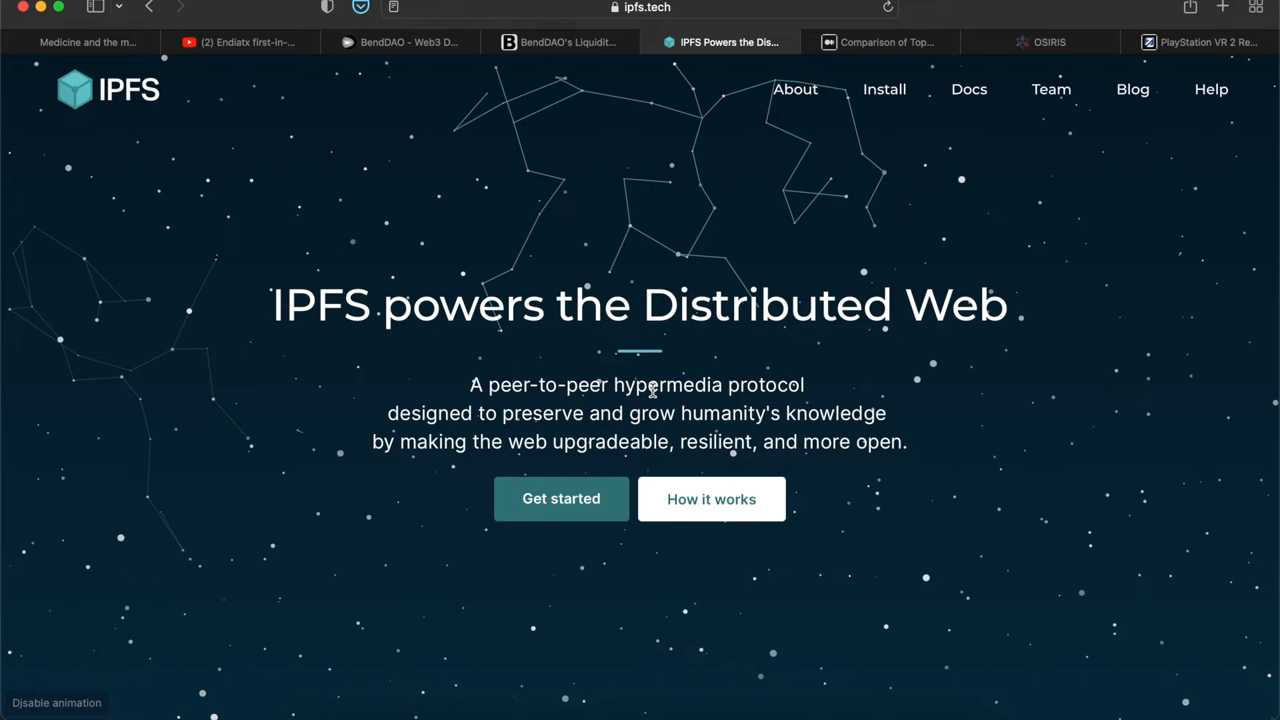 ipfs.tech
Medicine and the m...
(2) Endiatx first-in-...
BendDAO - Web3 D...
BendDAO's Liquidit...
IPFS Powers the Dis...
Comparison of Top...
OSIRIS
PlayStation VR 2 Re...
IPFS
About
Install
Docs
Team
Blog
Help
IPFS powers the Distributed Web
A peer-to-peer hypermedia protocol
designed to preserve and grow humanity's knowledge
by making the web upgradeable, resilient, and more open.
Get started
How it works
Disable animation